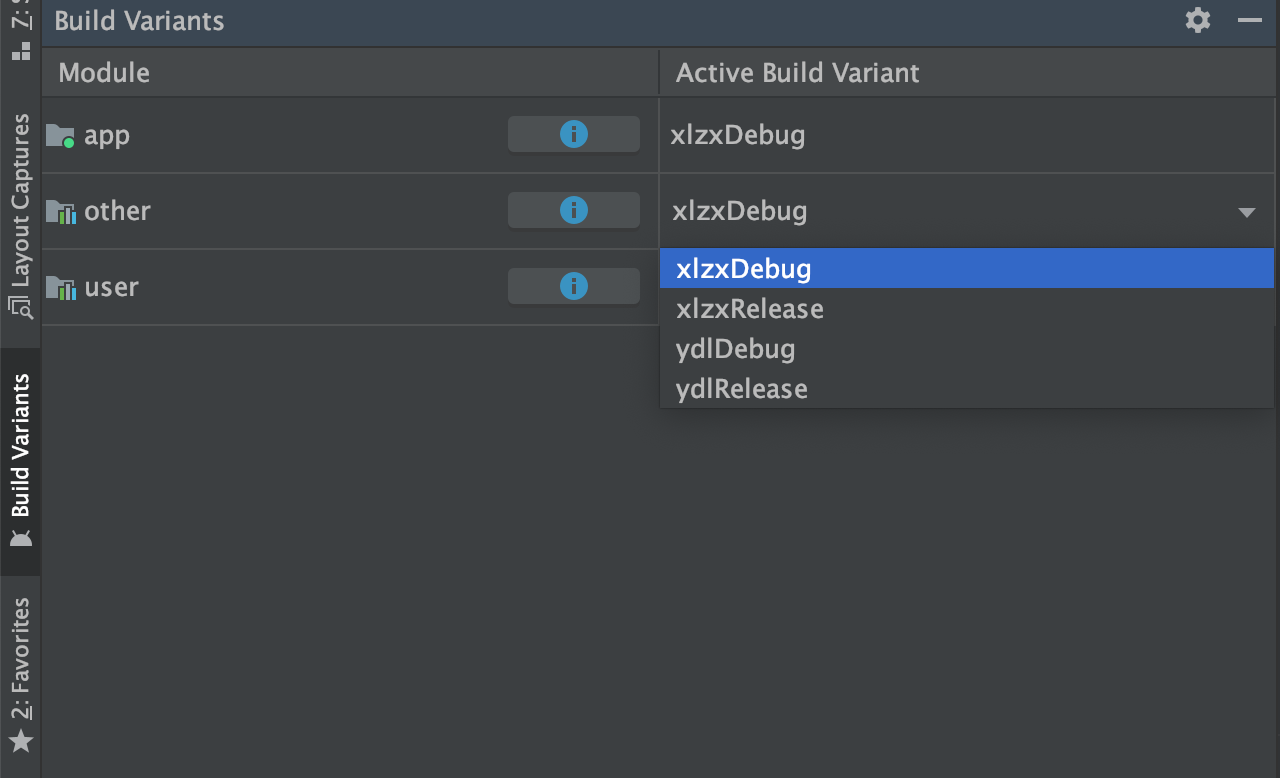 Build Variants
Module
Active Build Variant
app
xlzxDebug
other
xlzxDebug
user
xlzxDebug
xlzxRelease
ydlDebug
ydlRelease
Z:
Layout Captures
Build Variants
2: Favorites